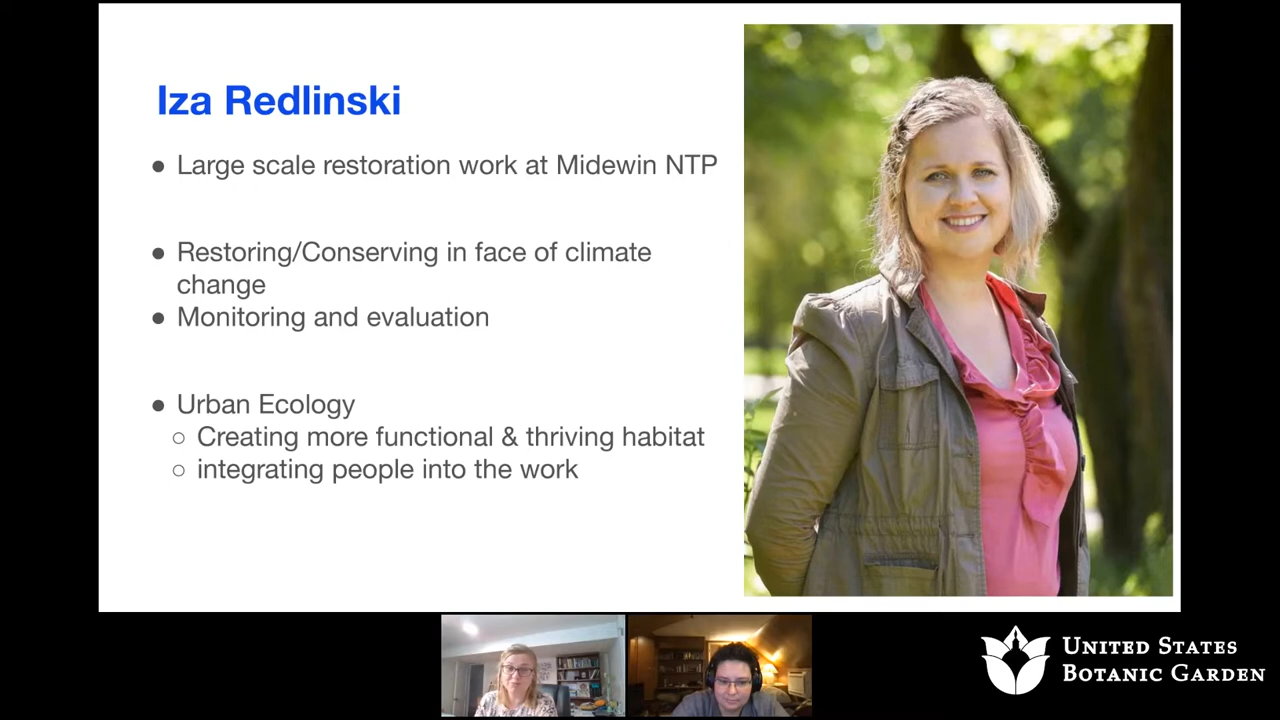 Iza Redlinski
● Large scale restoration work at Midewin NTP
● Restoring/Conserving in face of climate
change
● Monitoring and evaluation
● Urban Ecology
○ Creating more functional & thriving habitat
○ integrating people into the work
UNITED STATES
BOTANIC GARDEN